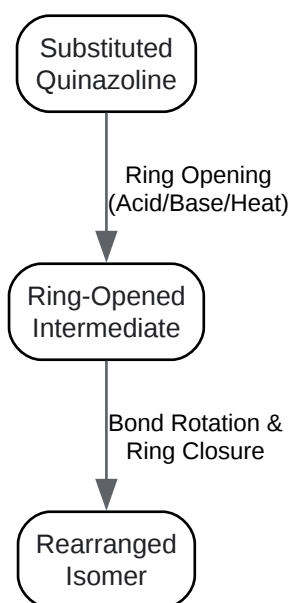 Substituted
Quinazoline
Ring Opening
(Acid/Base/Heat)
Ring-Opened
Intermediate
Bond Rotation &
Ring Closure
Rearranged
Isomer